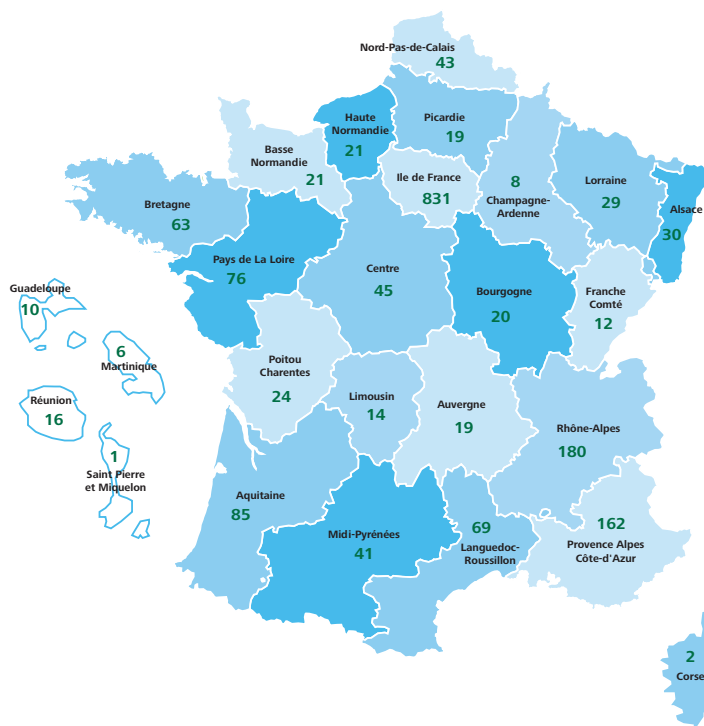 Nord-Pas-de-Calais
43
Haute
Normandie
21
Picardie
19
Basse
Normandie
21
Ile de France
831
8
Champagne-
Ardenne
Lorraine
29
Alsace
30
Bretagne
63
Pays de La Loire
76
Centre
45
Bourgogne
20
Franche
Comté
12
Guadeloupe
10
6
Martinique
Réunion
16
1
Saint Pierre
et Miquelon
Poitou
Charentes
24
Limousin
14
Auvergne
19
Rhône-Alpes
180
Aquitaine
85
Midi-Pyrénées
41
69
Languedoc-
Roussillon
162
Provence Alpes
Côte-d'Azur
2
Corse